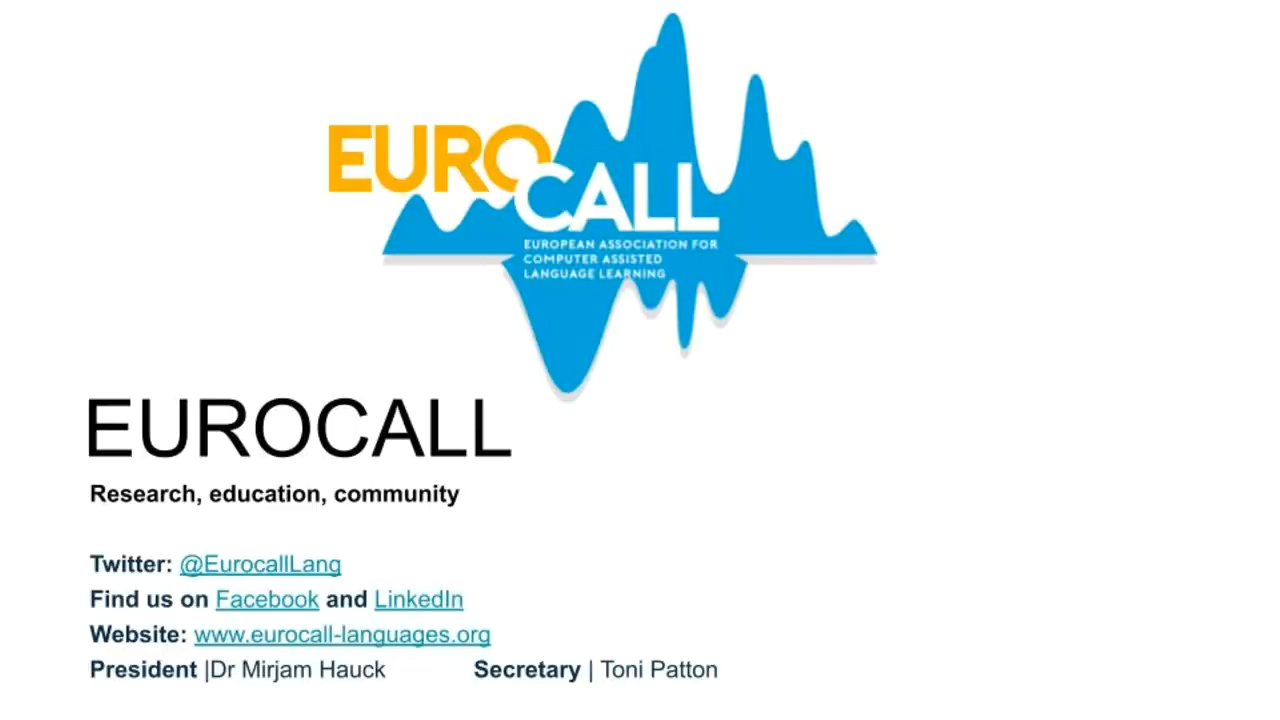 EURO
CALL
EUROPEAN ASSOCIATION FOR
COMPUTER ASSISTED
LANGUAGE LEARNING
EUROCALL
Research, education, community
Twitter: @EurocallLang
Find us on Facebook and LinkedIn
Website: www.eurocall-languages.org
President |Dr Mirjam Hauck Secretary | Toni Patton